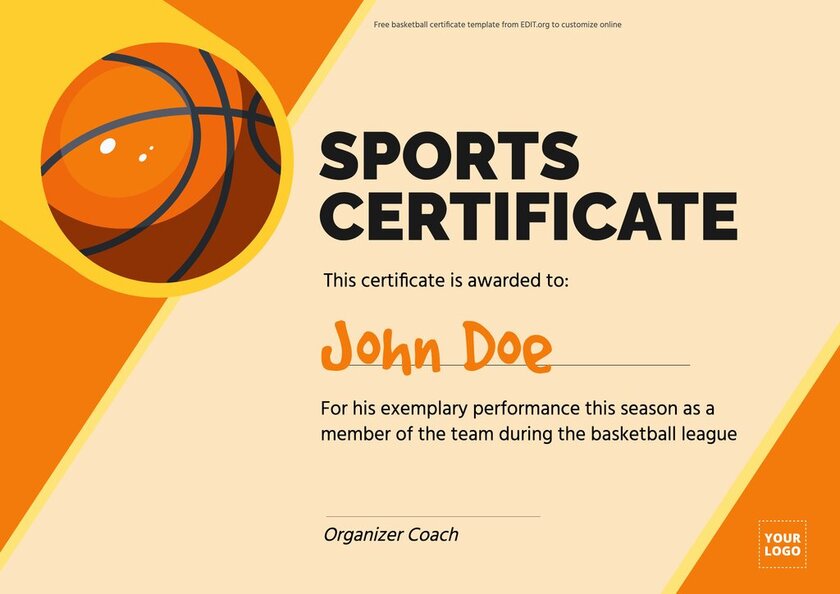 Free basketball certificate template from EDIT.org to customize online
SPORTS
CERTIFICATE
This certificate is awarded to:
John Doe
For his exemplary performance this season as a
member of the team during the basketball league
Organizer Coach
YOUR
LOGO